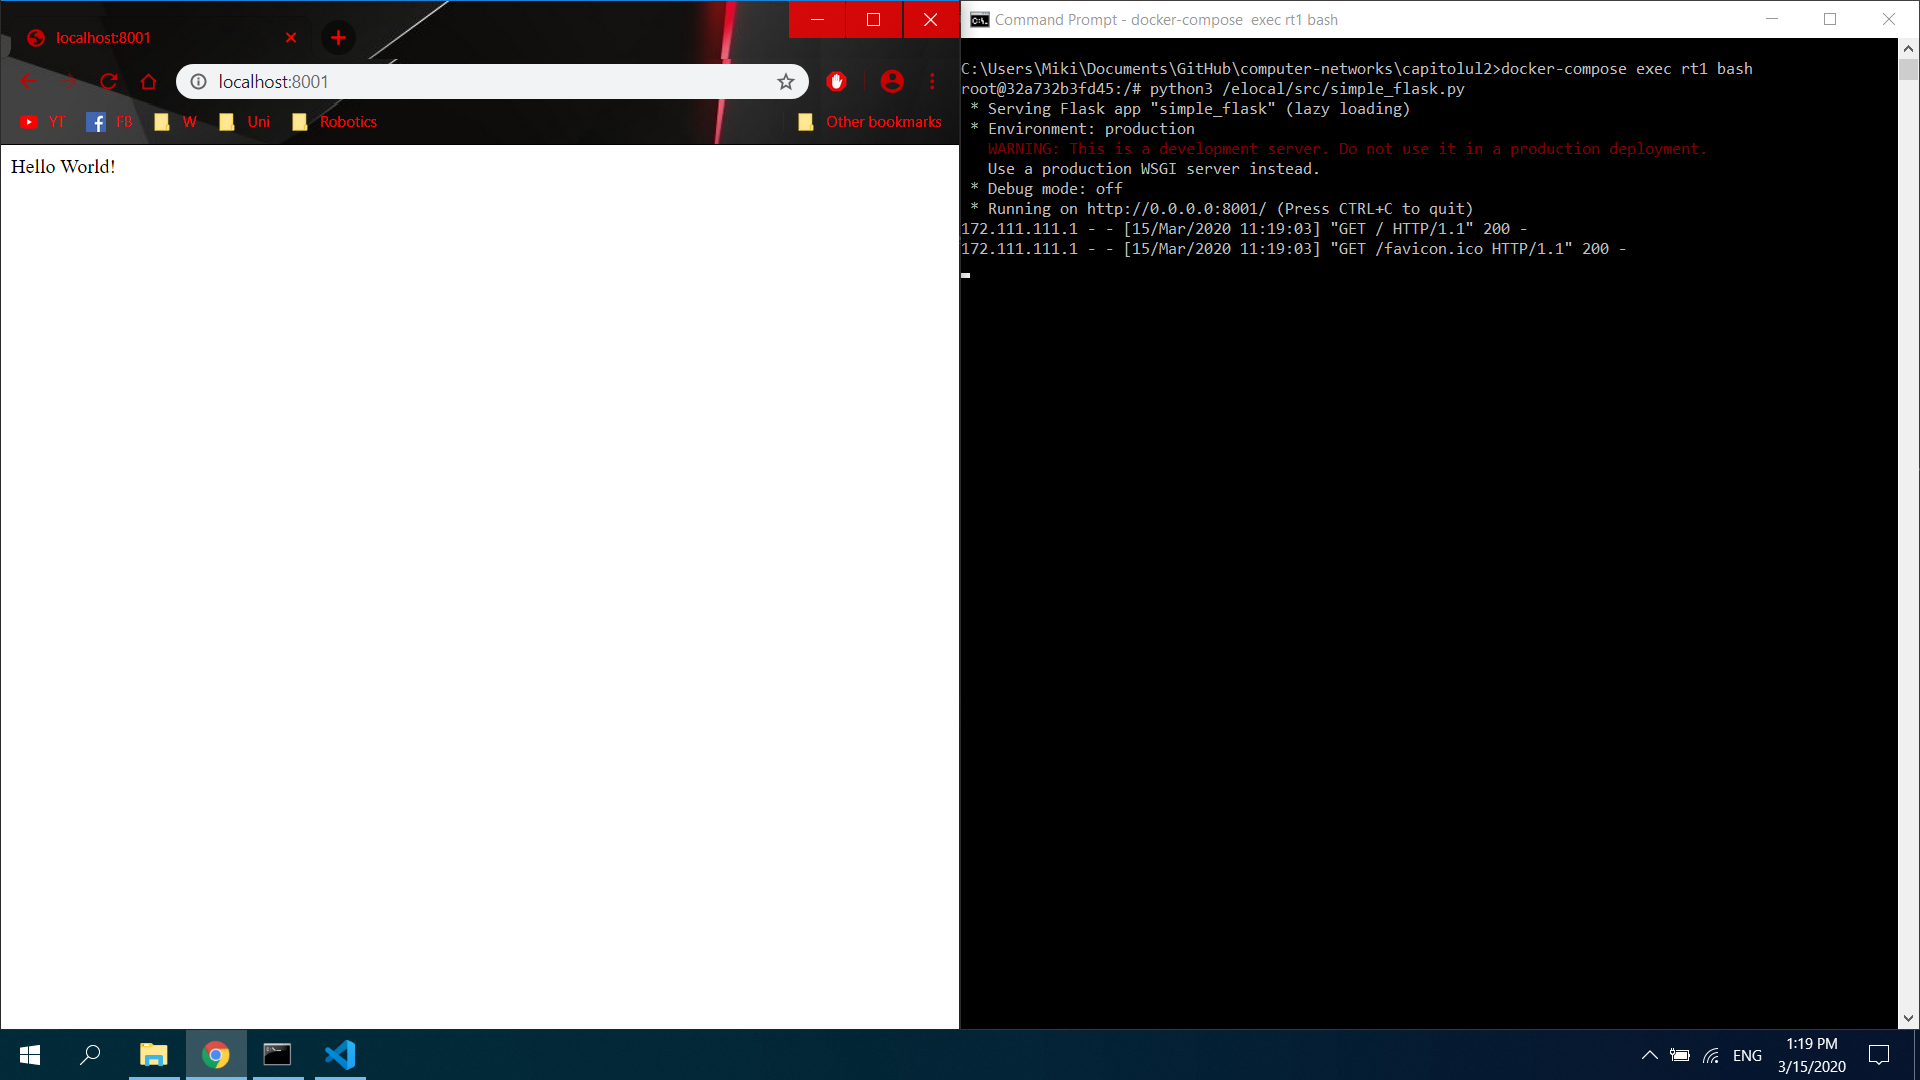 localhost:8001
localhost:8001
YT FB W Uni Robotics Other bookmarks
Hello World!
Command Prompt - docker-compose  exec rt1 bash
C:\Users\Miki\Documents\GitHub\computer-networks\capitolul2>docker-compose exec rt1 bash
root@32a732b3fd45:/# python3 /elocal/src/simple_flask.py
 * Serving Flask app "simple_flask" (lazy loading)
 * Environment: production
   WARNING: This is a development server. Do not use it in a production deployment.
   Use a production WSGI server instead.
 * Debug mode: off
 * Running on http://0.0.0.0:8001/ (Press CTRL+C to quit)
172.111.111.1 - - [15/Mar/2020 11:19:03] "GET / HTTP/1.1" 200 -
172.111.111.1 - - [15/Mar/2020 11:19:03] "GET /favicon.ico HTTP/1.1" 200 -
ENG
1:19 PM
3/15/2020